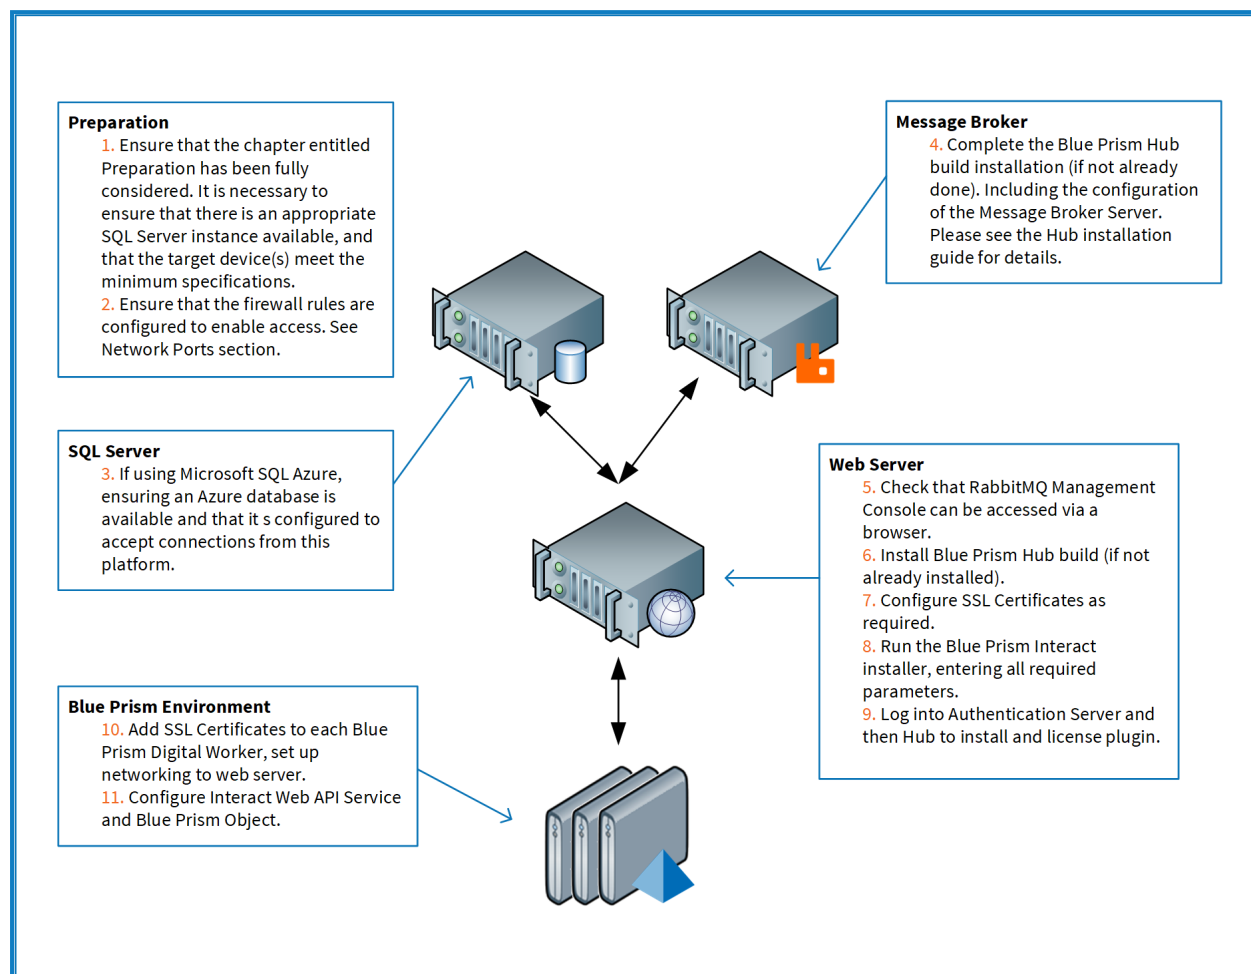 Preparation
1. Ensure that the chapter entitled
Preparation has been fully
considered. It is necessary to
ensure that there is an appropriate
SQL Server instance available, and
that the target device(s) meet the
minimum specifications.
2. Ensure that the firewall rules are
configured to enable access. See
Network Ports section.
SQL Server
3. If using Microsoft SQL Azure,
ensuring an Azure database is
available and that it s configured to
accept connections from this
platform.
Message Broker
4. Complete the Blue Prism Hub
build installation (if not already
done). Including the configuration
of the Message Broker Server.
Please see the Hub installation
guide for details.
Web Server
5. Check that RabbitMQ Management
Console can be accessed via a
browser.
6. Install Blue Prism Hub build (if not
already installed).
7. Configure SSL Certificates as
required.
8. Run the Blue Prism Interact
installer, entering all required
parameters.
9. Log into Authentication Server and
then Hub to install and license plugin.
Blue Prism Environment
10. Add SSL Certificates to each Blue
Prism Digital Worker, set up
networking to web server.
11. Configure Interact Web API Service
and Blue Prism Object.